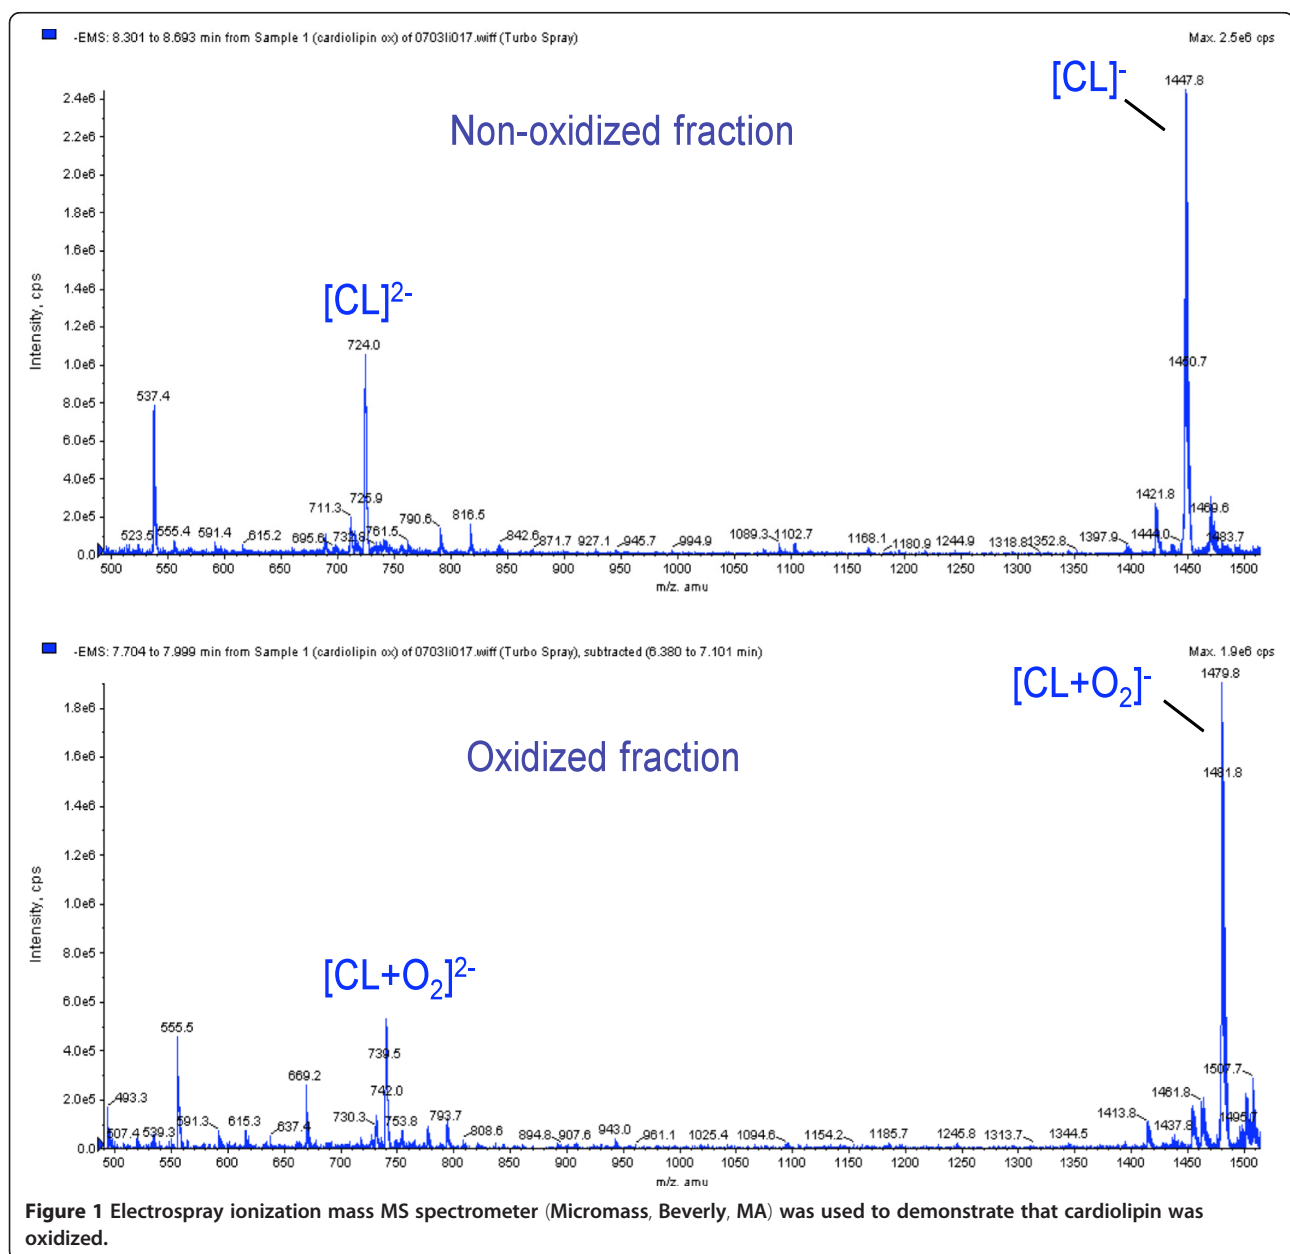 -EMS: 8.301 to 8.693 min from Sample 1 (cardiolipin ox) of 0703li017.wiff (Turbo Spray)
Max. 2.5e6 cps
[CL]-
1447.8
Non-oxidized fraction
2.4e6
2.2e6
2.0e6
1.8e6
1.6e6
1.4e6
1.2e6
1.0e6
8.0e5
6.0e5
4.0e5
2.0e5
0.0
Intensity, cps
[CL]2-
724.0
1450.7
537.4
711.3
725.9
790.6
816.5
1421.8
1469.6
523.5
555.4
591.4
615.2
695.6
732.8
761.5
842.6
871.7
927.1
945.7
994.9
1089.3
1102.7
1168.1
1180.9
1244.9
1318.8
1352.8
1397.9
1444.0
1483.7
500 550 600 650 700 750 800 850 900 950 1000 1050 1100 1150 1200 1250 1300 1350 1400 1450 1500
m/z. amu
-EMS: 7.704 to 7.999 min from Sample 1 (cardiolipin ox) of 0703li017.wiff (Turbo Spray), subtracted (6.380 to 7.101 min)
Max. 1.9e6 cps
[CL+O2]-
1479.8
Oxidized fraction
1.8e6
1.6e6
1.4e6
1.2e6
1.0e6
8.0e5
6.0e5
4.0e5
2.0e5
0.0
Intensity, cps
1481.8
[CL+O2]2-
555.5
739.5
669.2
742.0
1507.7
493.3
507.4
539.3
591.3
615.3
637.4
730.3
753.8
793.7
808.6
894.8
907.6
943.0
961.1
1025.4
1094.6
1154.2
1185.7
1245.8
1313.7
1344.5
1413.8
1437.8
1461.8
1495.7
500 550 600 650 700 750 800 850 900 950 1000 1050 1100 1150 1200 1250 1300 1350 1400 1450 1500
m/z. amu
Figure 1 Electrospray ionization mass MS spectrometer (Micromass, Beverly, MA) was used to demonstrate that cardiolipin was
oxidized.